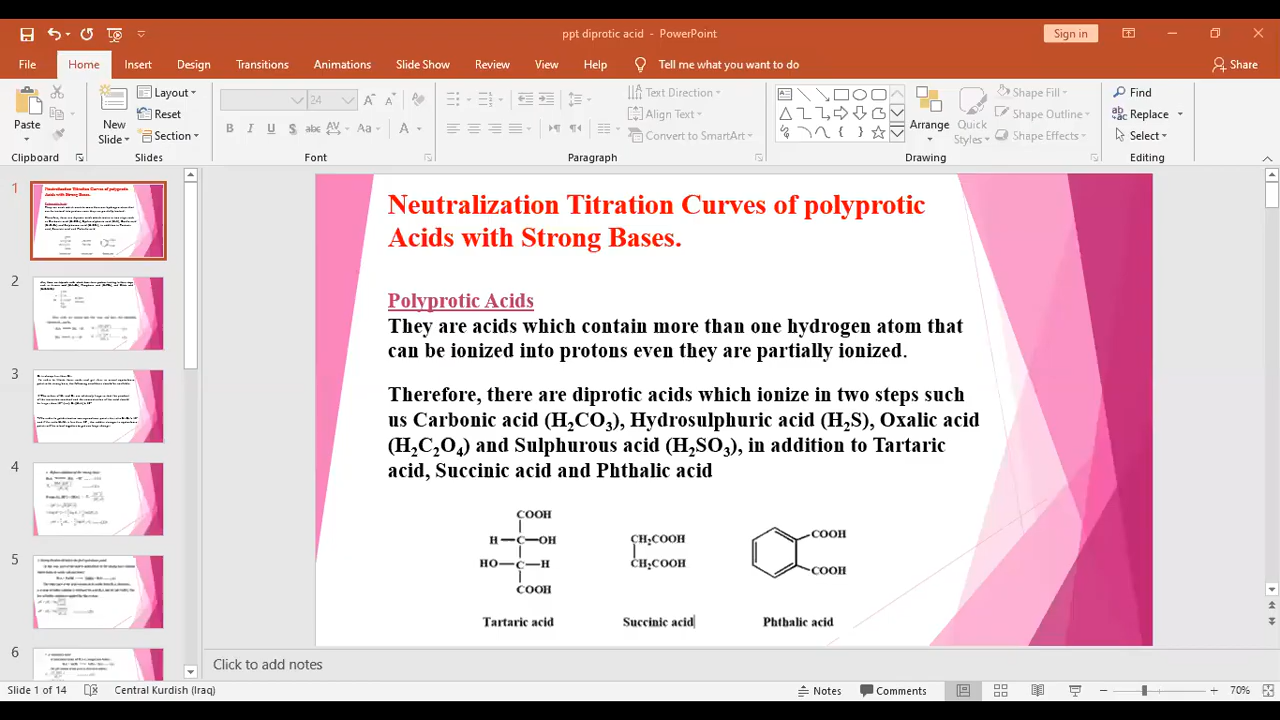 ppt diprotic acid - PowerPoint
Sign in
File Home Insert Design Transitions Animations Slide Show Review View Help Tell me what you want to do Share
Paste
Clipboard
New Slide
Layout
Reset
Section
Slides
24
Font
Text Direction
Align Text
Convert to SmartArt
Paragraph
Arrange
Quick Styles
Shape Fill
Shape Outline
Shape Effects
Drawing
Find
Replace
Select
Editing
1
2
3
4
5
6
Neutralization Titration Curves of polyprotic
Acids with Strong Bases.
Polyprotic Acids
They are acids which contain more than one hydrogen atom that
can be ionized into protons even they are partially ionized.
Therefore, there are diprotic acids which ionize in two steps such
us Carbonic acid (H₂CO₃), Hydrosulphuric acid (H₂S), Oxalic acid
(H₂C₂O₄) and Sulphurous acid (H₂SO₃), in addition to Tartaric
acid, Succinic acid and Phthalic acid
COOH
H—C—OH
HO—C—H
COOH
Tartaric acid
CH₂COOH
CH₂COOH
Succinic acid
COOH
COOH
Phthalic acid
Click to add notes
Slide 1 of 14 Central Kurdish (Iraq) Notes Comments 70%